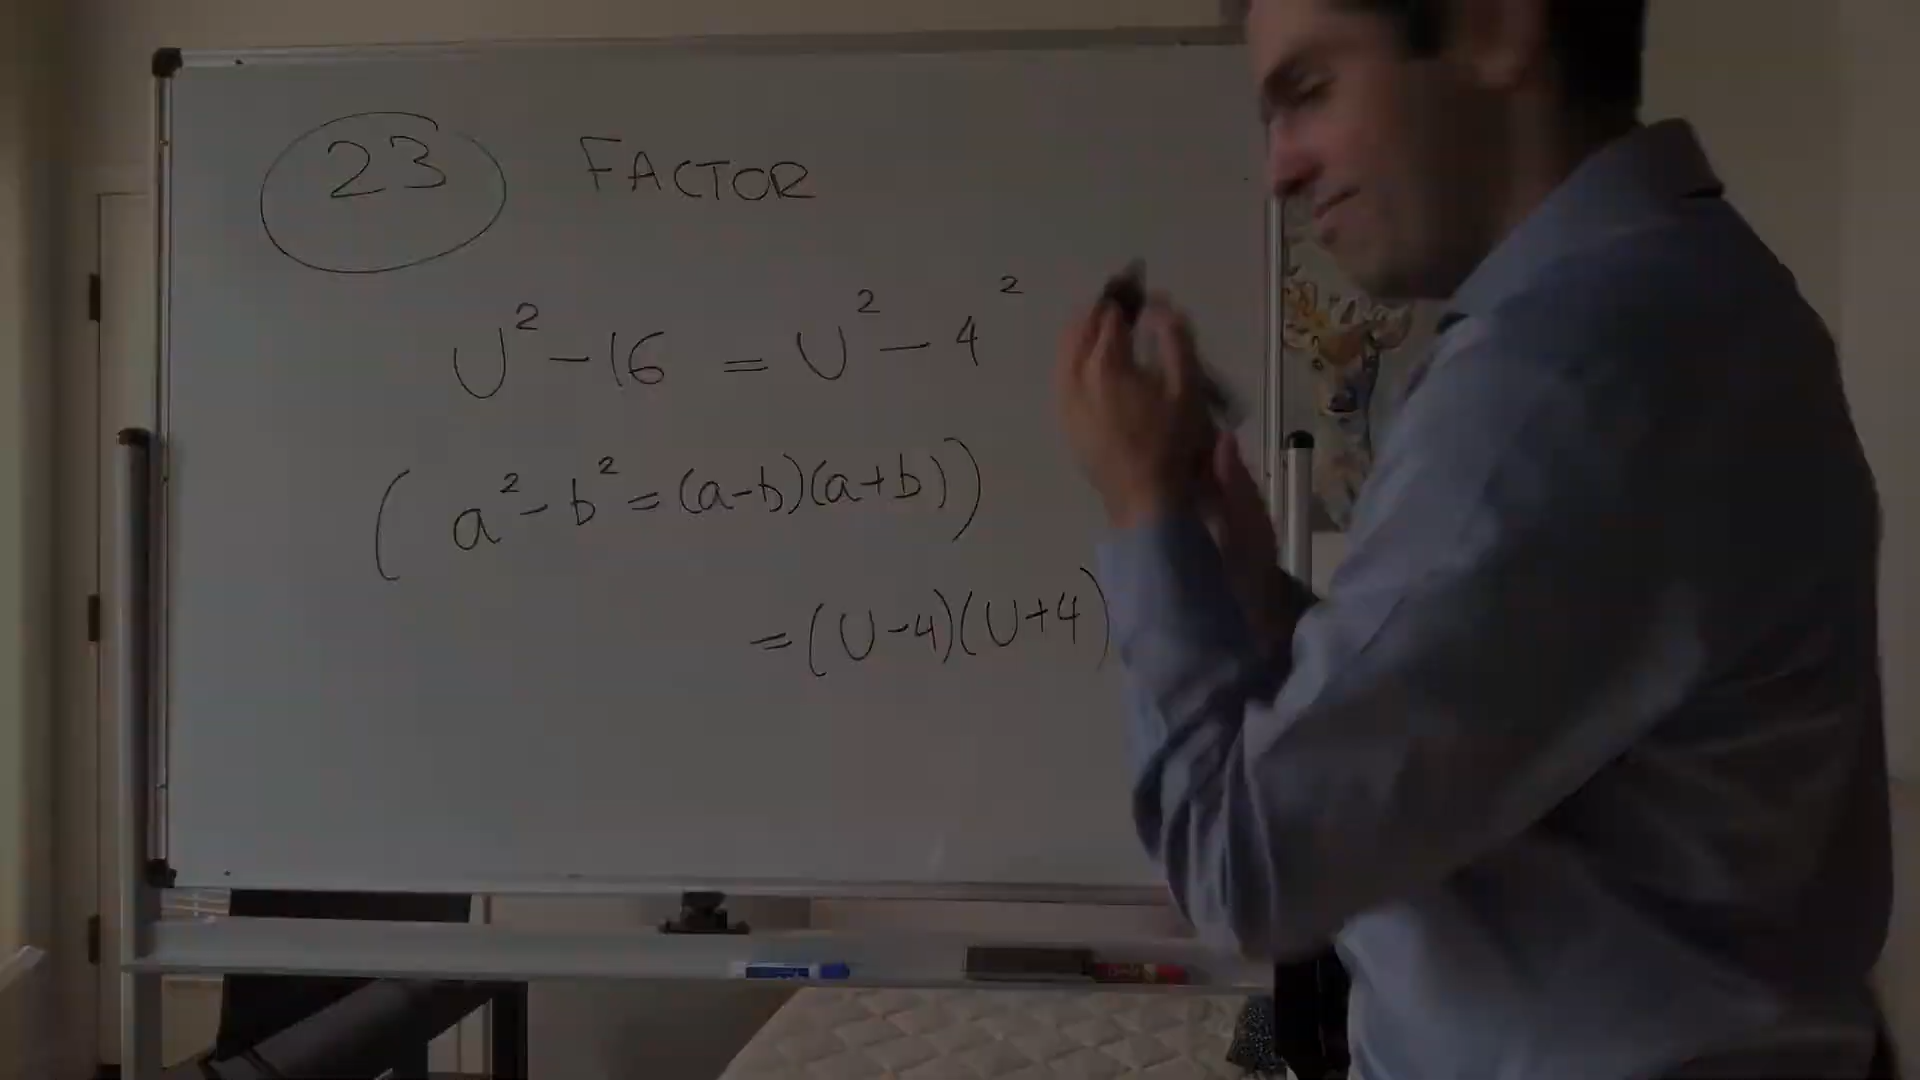 23 FACTOR
U² - 16 = U² - 4²
(a² - b² = (a-b)(a+b))
= (U-4)(U+4)